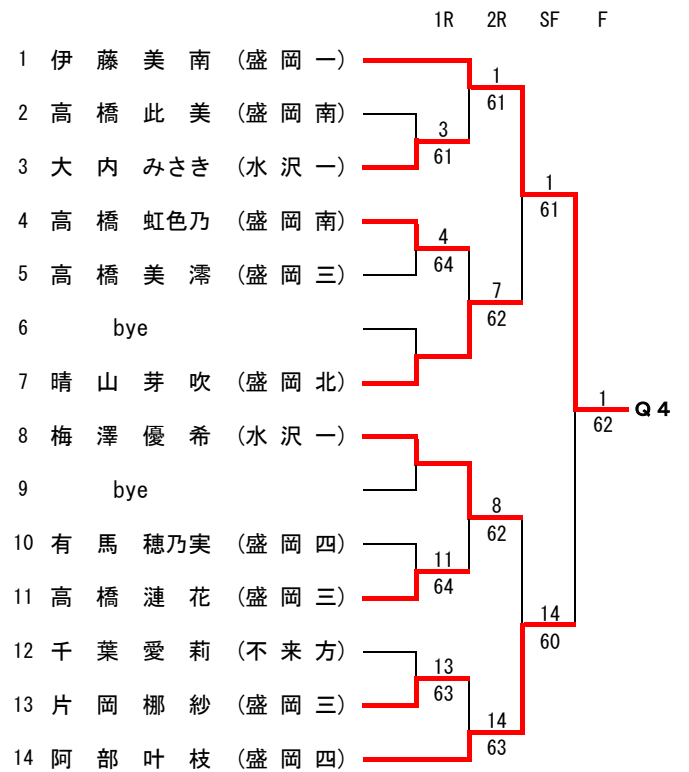 1R 2R SF F
1 伊藤美南 (盛岡一)
1
61
2 高橋此美 (盛岡南)
3
61
3 大内みさき (水沢一)
1
61
4 高橋虹色乃 (盛岡南)
4
64
5 高橋美澪 (盛岡三)
7
62
6 bye
7 晴山芽吹 (盛岡北)
1
62
Q4
8 梅澤優希 (水沢一)
9 bye
8
62
10 有馬穂乃実 (盛岡四)
11
64
11 高橋漣花 (盛岡三)
14
60
12 千葉愛莉 (不来方)
13
63
13 片岡梛紗 (盛岡三)
14
63
14 阿部叶枝 (盛岡四)